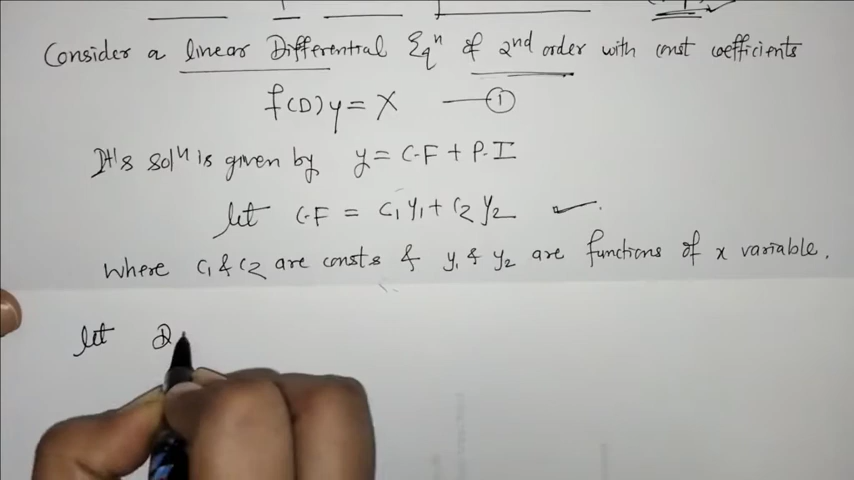 Consider a linear Differential Eqⁿ of 2nd order with const coefficients
f(D)y = X —①
It's solⁿ is given by y = C.F + P.I
let C.F = c₁y₁ + c₂y₂ ✓.
where c₁ & c₂ are consts & y₁ & y₂ are functions of x variable.
let